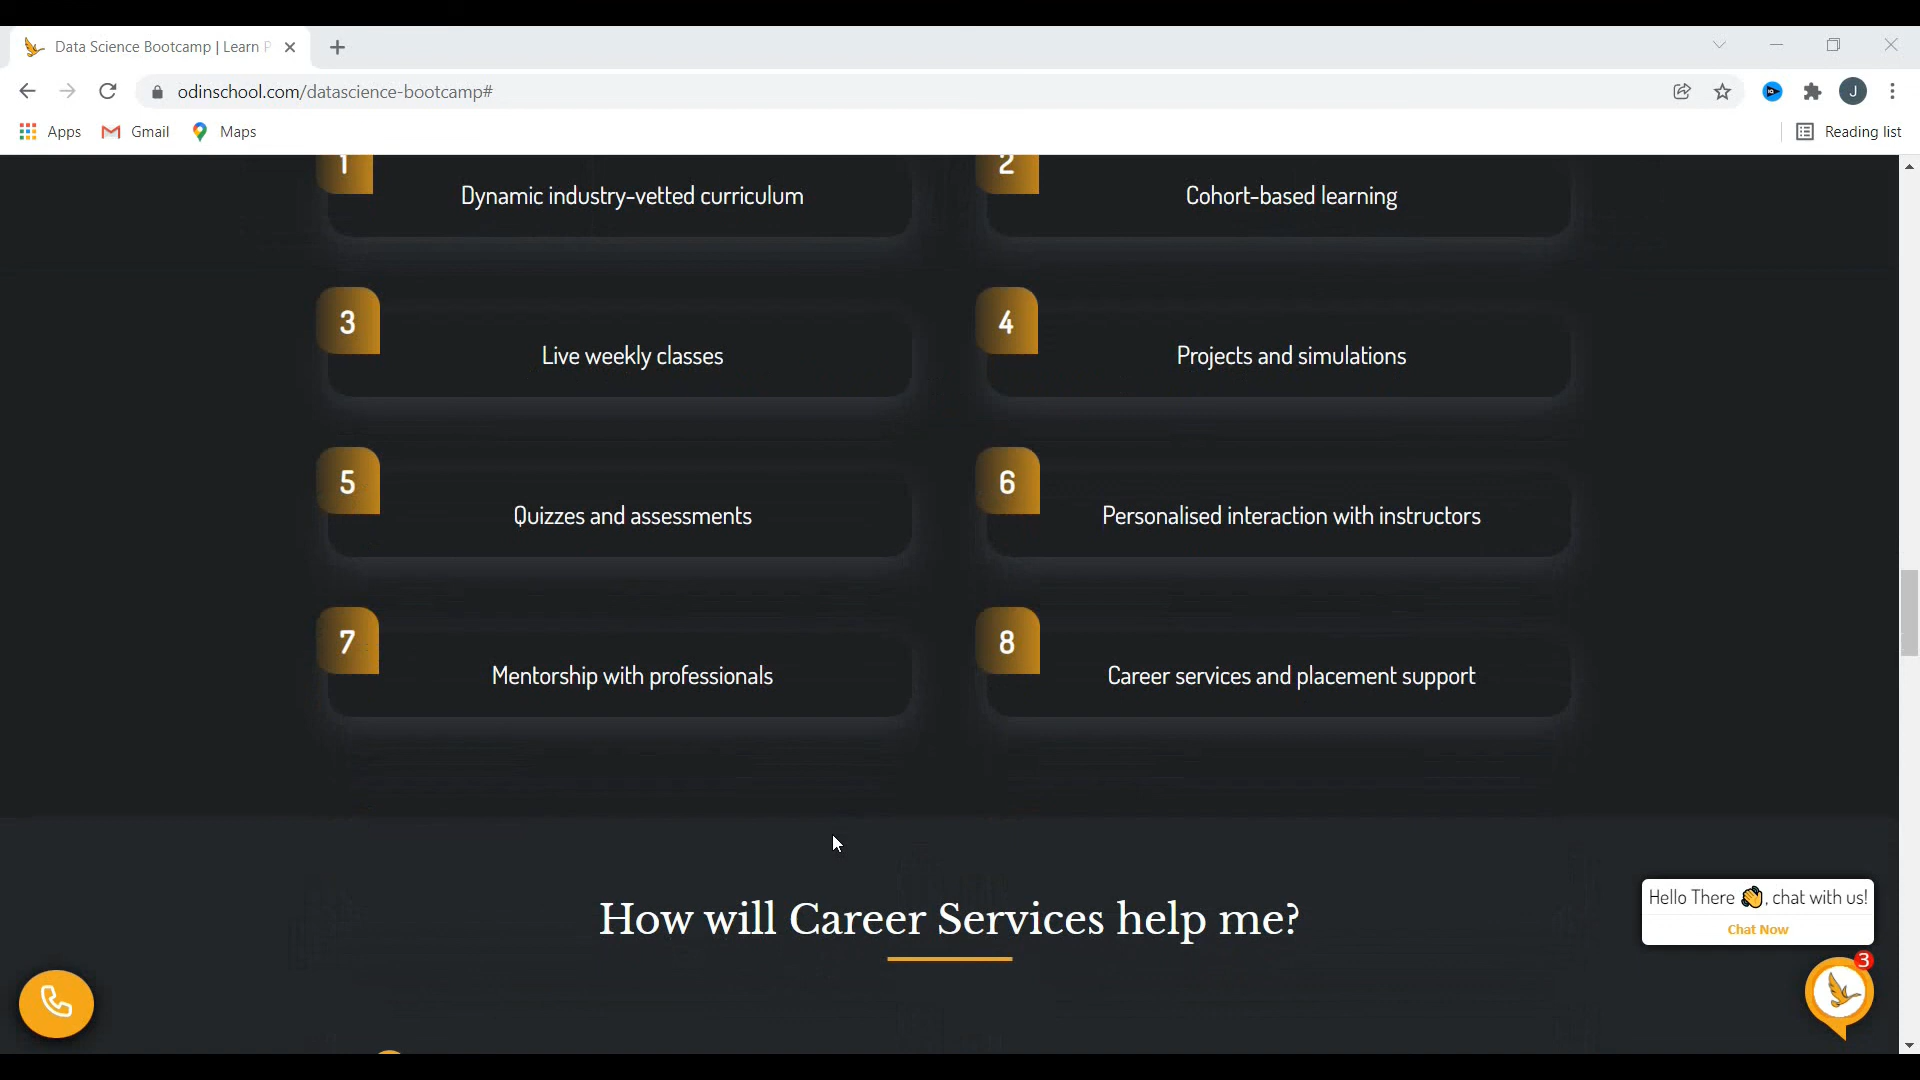 Data Science Bootcamp | Learn P
odinschool.com/datascience-bootcamp#
J
Apps
Gmail
Maps
Reading list
1
Dynamic industry-vetted curriculum
2
Cohort-based learning
3
Live weekly classes
4
Projects and simulations
5
Quizzes and assessments
6
Personalised interaction with instructors
7
Mentorship with professionals
8
Career services and placement support
How will Career Services help me?
Hello There 👋, chat with us!
Chat Now
3